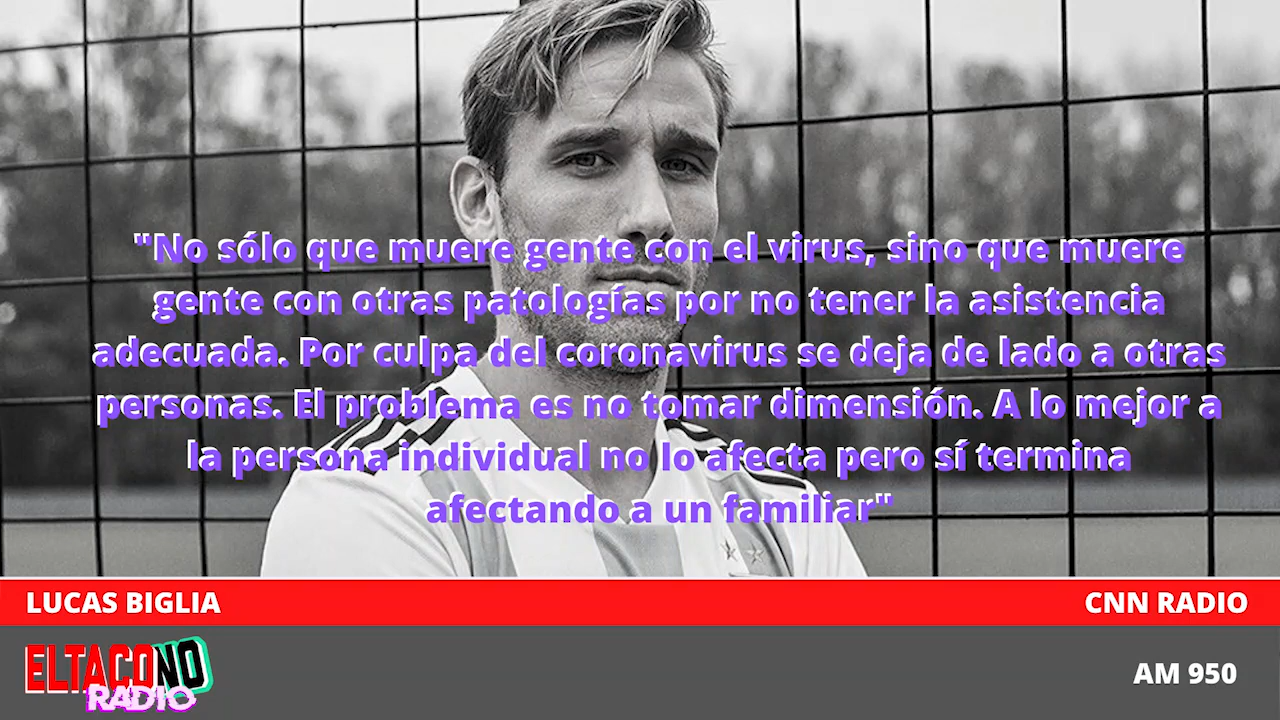 "No sólo que muere gente con el virus, sino que muere
gente con otras patologías por no tener la asistencia
adecuada. Por culpa del coronavirus se deja de lado a otras
personas. El problema es no tomar dimensión. A lo mejor a
la persona individual no lo afecta pero sí termina
afectando a un familiar"
LUCAS BIGLIA
CNN RADIO
ELTACONO
RADIO
AM 950